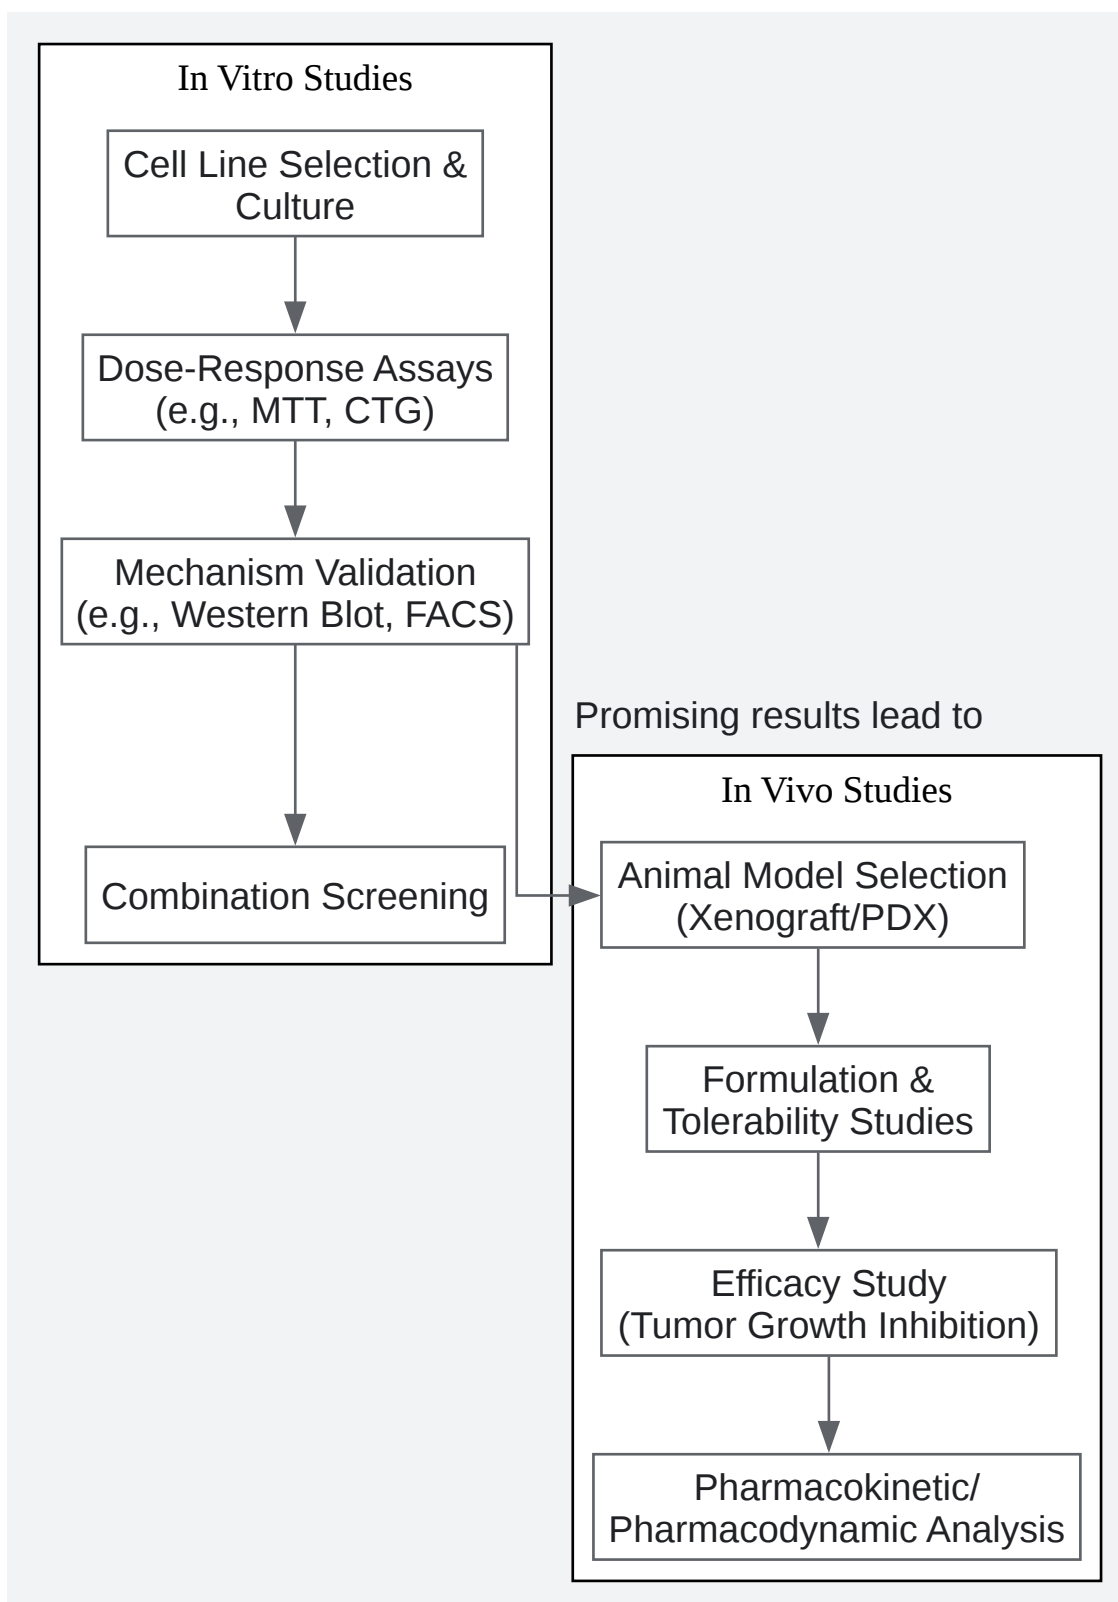 In Vitro Studies
Cell Line Selection &
Culture
Dose-Response Assays
(e.g., MTT, CTG)
Mechanism Validation
(e.g., Western Blot, FACS)
Combination Screening
Promising results lead to
In Vivo Studies
Animal Model Selection
(Xenograft/PDX)
Formulation &
Tolerability Studies
Efficacy Study
(Tumor Growth Inhibition)
Pharmacokinetic/
Pharmacodynamic Analysis